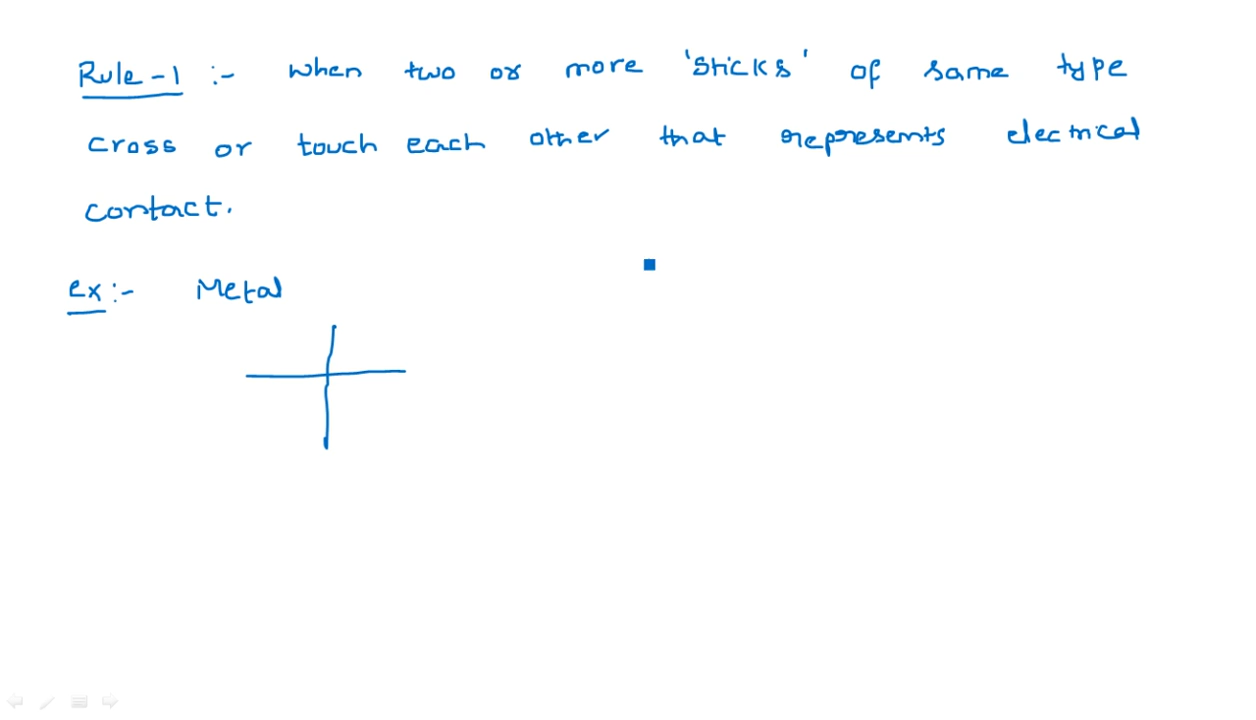 Rule-1 :- when two or more 'sticks' of same type
cross or touch each other that represents electrical
contact.
ex:- Metal